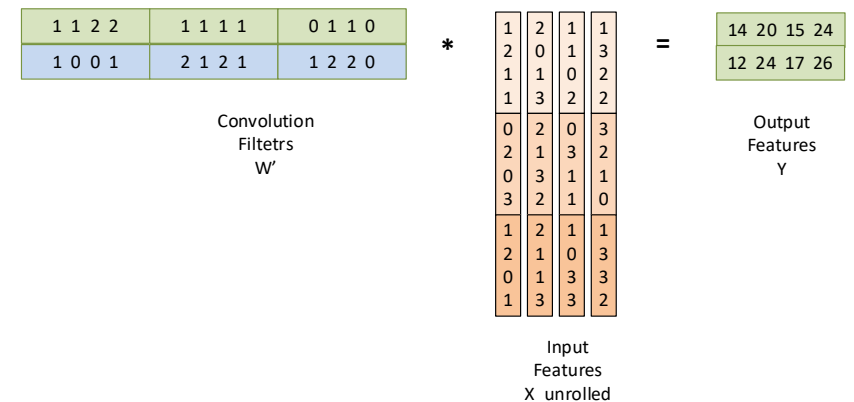 1 1 2 2 1 1 1 1 0 1 1 0
1 0 0 1 2 1 2 1 1 2 2 0
*
1 2 1 1
2 0 1 3
1 1 0 2
1 3 2 2
0 2 0 3
2 1 3 2
0 3 1 1
3 2 1 0
1 2 1 1
2 1 0 3
0 1 3 3
1 3 3 2
=
14 20 15 24
12 24 17 26
Convolution
Filtetrs
W’
Input
Features
X unrolled
Output
Features
Y